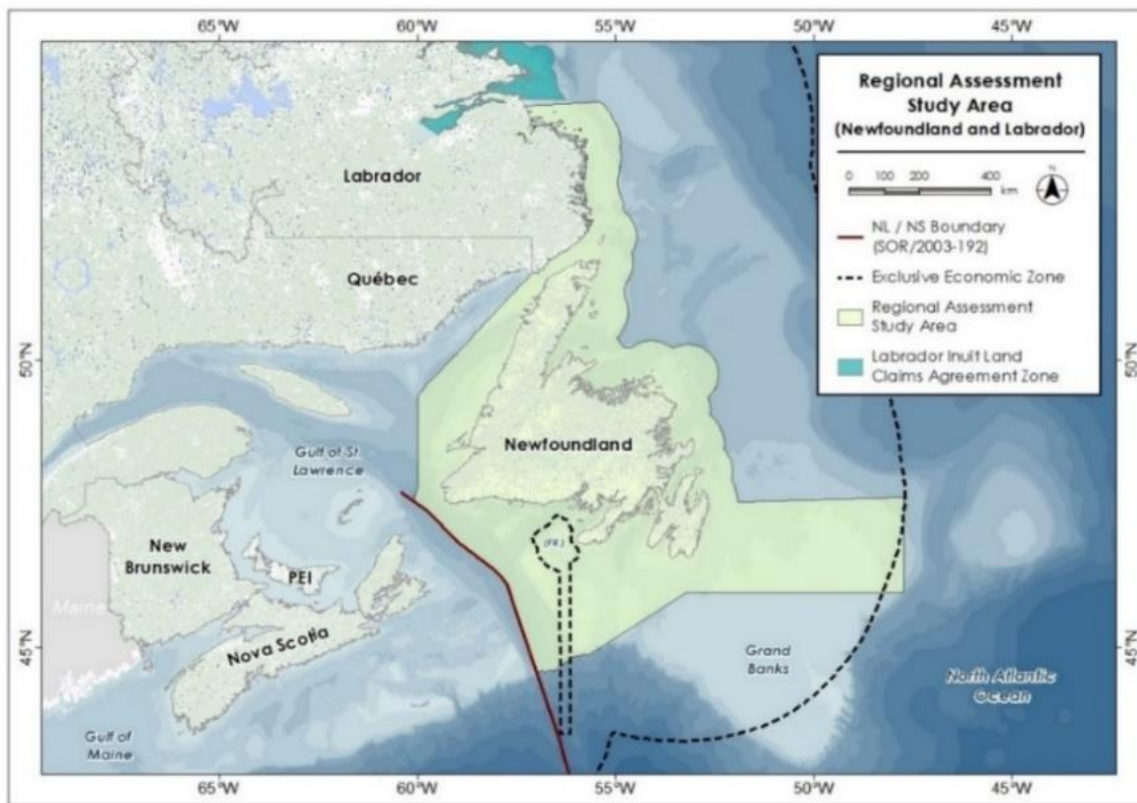 65°W 60°W 55°W 50°W 45°W
Regional Assessment
Study Area
(Newfoundland and Labrador)
0 100 200 400
km
N
NL / NS Boundary
(SOR/2003-192)
Exclusive Economic Zone
Regional Assessment
Study Area
Labrador Inuit Land
Claims Agreement Zone
Labrador
Québec
50°N 50°N
Newfoundland
Gulf of St.
Lawrence
(FR.)
New
Brunswick
PEI
Maine
Nova Scotia
45°N 45°N
Grand
Banks
North Atlantic
Ocean
Gulf of
Maine
65°W 60°W 55°W 50°W 45°W